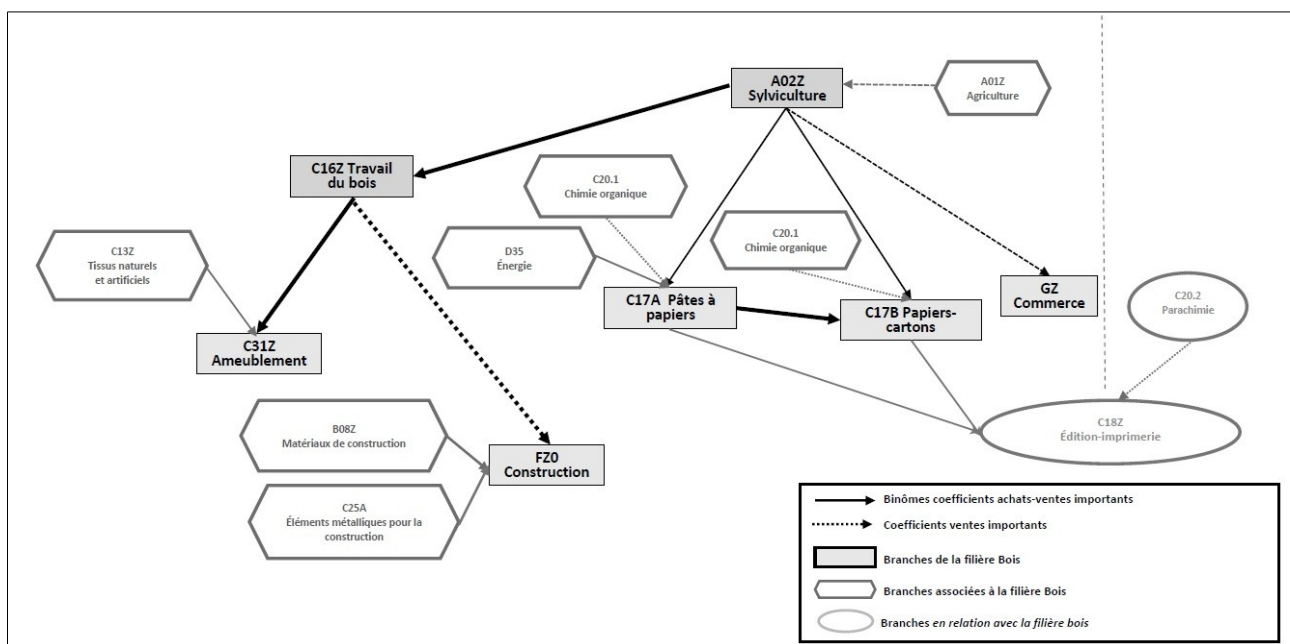 A02Z
Sylviculture
A01Z
Agriculture
C16Z Travail
du bois
C20.1
Chimie organique
C20.1
Chimie organique
C13Z
Tissus naturels
et artificiels
D35
Énergie
C17A Pâtes à
papiers
C17B Papiers-
cartons
GZ
Commerce
C20.2
Parachimie
C31Z
Ameublement
B08Z
Matériaux de construction
FZ0
Construction
C18Z
Édition-imprimerie
C25A
Éléments métalliques pour la
construction
Binômes coefficients achats-ventes importants
Coefficients ventes importants
Branches de la filière Bois
Branches associées à la filière Bois
Branches en relation avec la filière bois